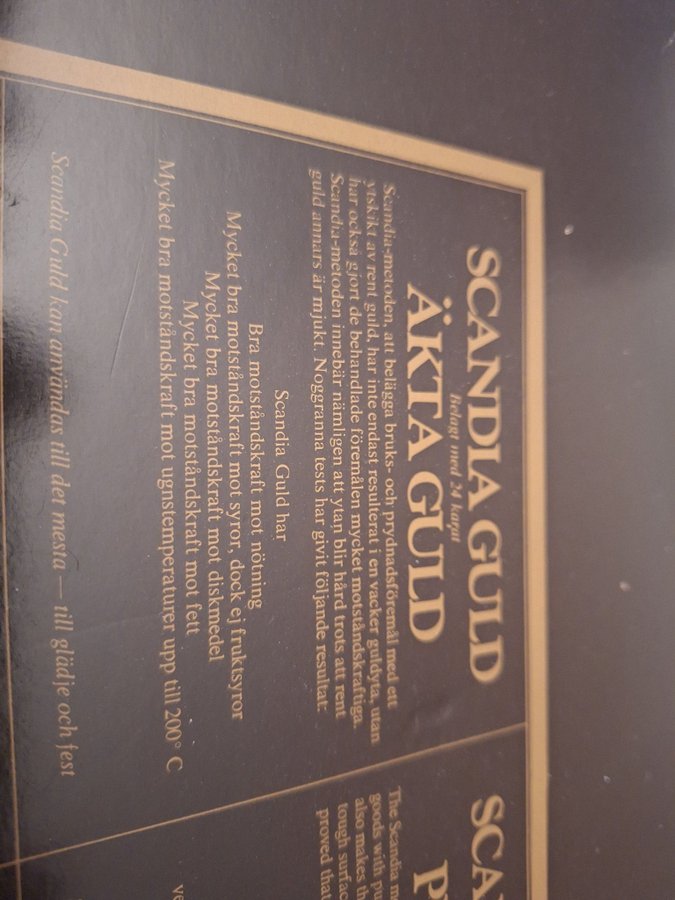 SCANDIA GULD
Belagt med 24 karat
ÄKTA GULD
Scandia-metoden, att belägga bruks- och prydnadsföremål med ett
ytskikt av rent guld, har inte endast resulterat i en vacker guldyta, utan
har också gjort de behandlade föremålen mycket motståndskraftiga.
Scandia-metoden innebär nämligen att ytan blir hård trots att rent
guld annars är mjukt. Noggranna tests har givit följande resultat:
Scandia Guld har
Bra motståndskraft mot nötning
Mycket bra motståndskraft mot syror, dock ej fruktsyror
Mycket bra motståndskraft mot diskmedel
Mycket bra motståndskraft mot fett
Mycket bra motståndskraft mot ugnstemperaturer upp till 200° C
Scandia Guld kan användas till det mesta — till glädje och fest
SCA
P
The Scandia me
goods with pu
also makes th
tough surfac
proved that
ve